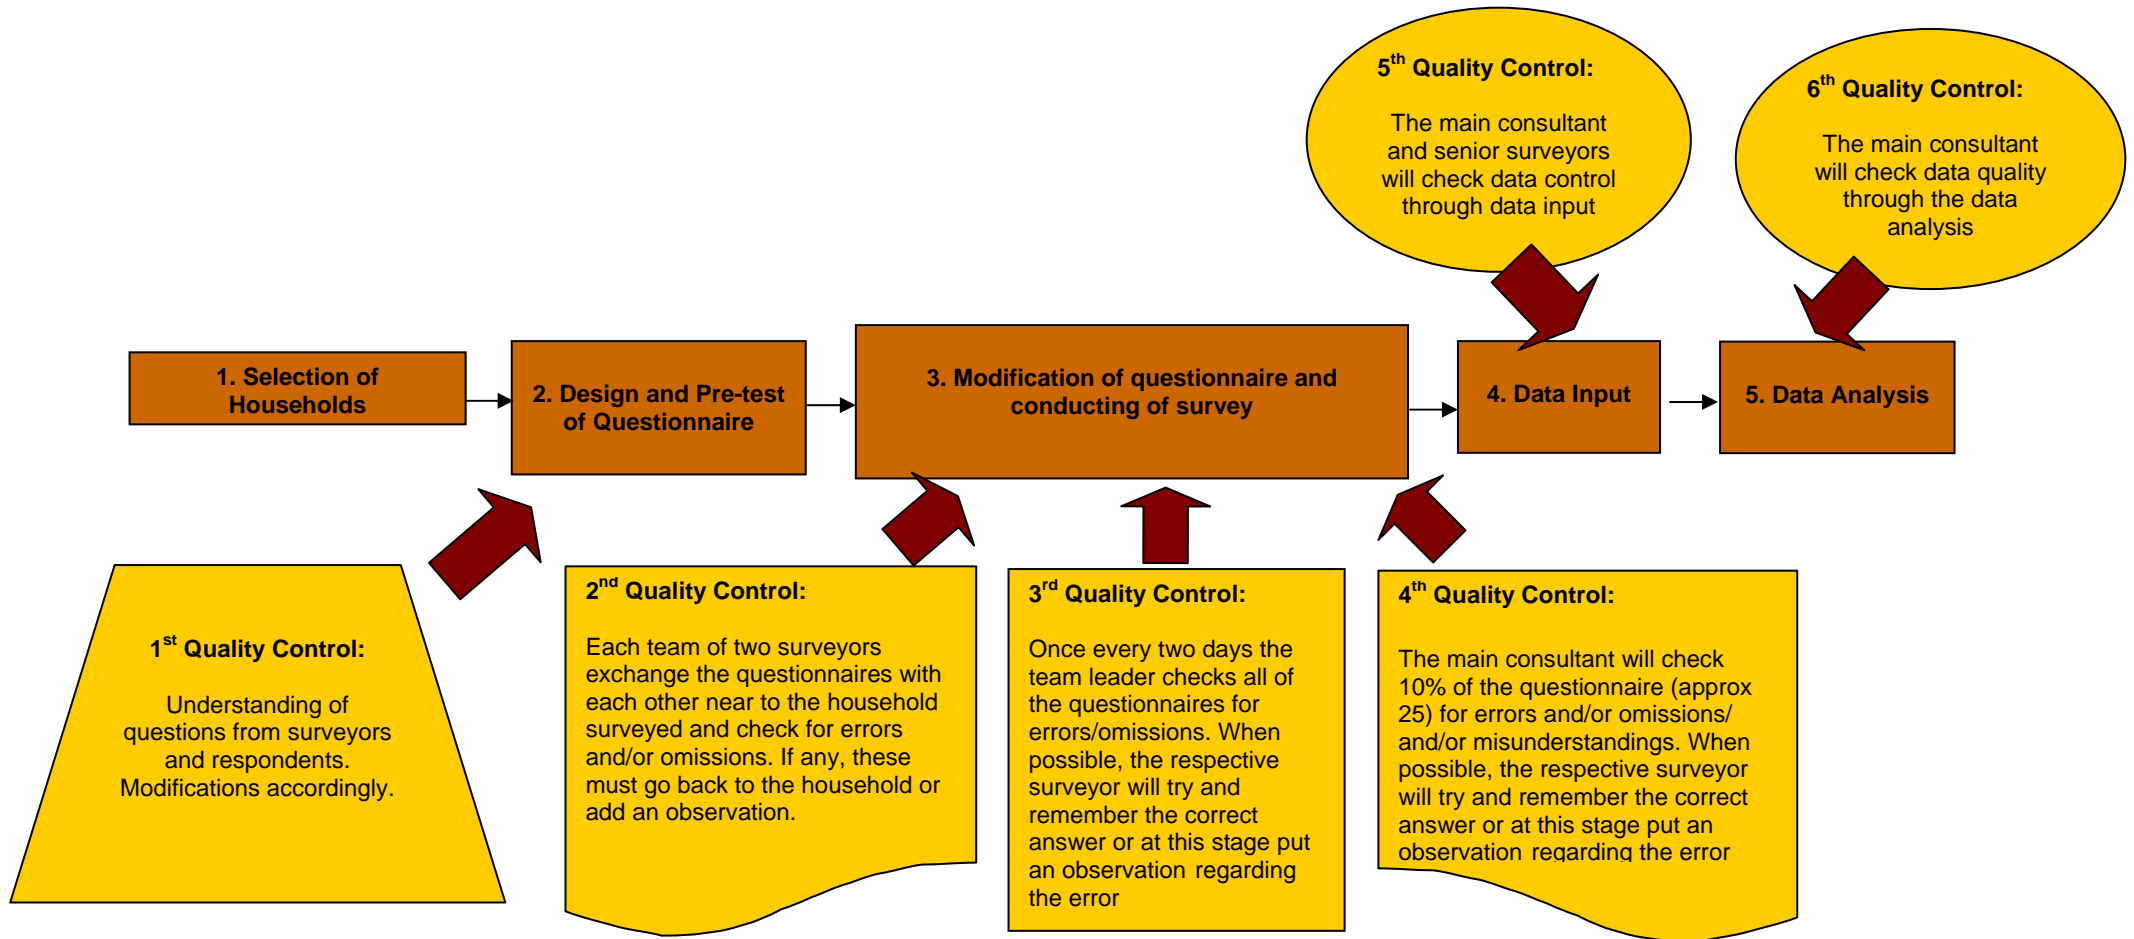 5th Quality Control:
The main consultant
and senior surveyors
will check data control
through data input
6th Quality Control:
The main consultant
will check data quality
through the data
analysis
1. Selection of
Households
2. Design and Pre-test
of Questionnaire
3. Modification of questionnaire and
conducting of survey
4. Data Input
5. Data Analysis
1st Quality Control:
Understanding of
questions from surveyors
and respondents.
Modifications accordingly.
2nd Quality Control:
Each team of two surveyors
exchange the questionnaires with
each other near to the household
surveyed and check for errors
and/or omissions. If any, these
must go back to the household or
add an observation.
3rd Quality Control:
Once every two days the
team leader checks all of
the questionnaires for
errors/omissions. When
possible, the respective
surveyor will try and
remember the correct
answer or at this stage put
an observation regarding
the error
4th Quality Control:
The main consultant will check
10% of the questionnaire (approx
25) for errors and/or omissions/
and/or misunderstandings. When
possible, the respective surveyor
will try and remember the correct
answer or at this stage put an
observation regarding the error